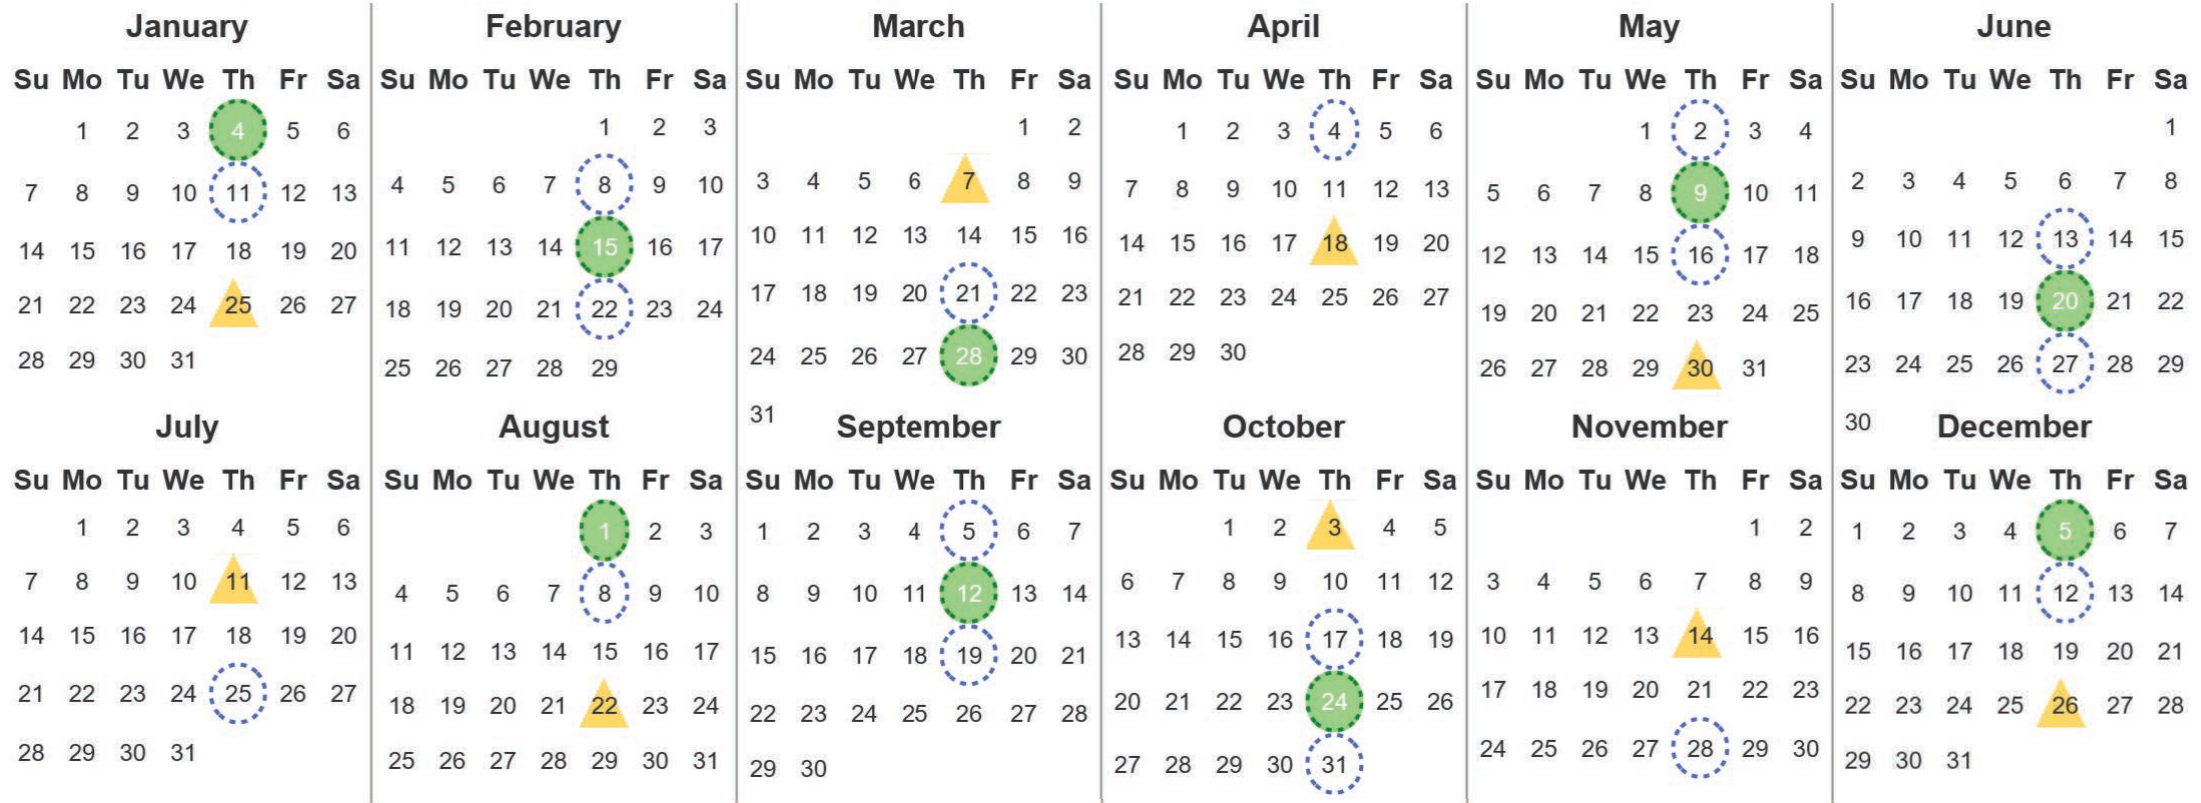 January
Su Mo Tu We Th Fr Sa
1 2 3 4 5 6
7 8 9 10 11 12 13
14 15 16 17 18 19 20
21 22 23 24 25 26 27
28 29 30 31
February
Su Mo Tu We Th Fr Sa
1 2 3
4 5 6 7 8 9 10
11 12 13 14 15 16 17
18 19 20 21 22 23 24
25 26 27 28 29
March
Su Mo Tu We Th Fr Sa
1 2
3 4 5 6 7 8 9
10 11 12 13 14 15 16
17 18 19 20 21 22 23
24 25 26 27 28 29 30
31
April
Su Mo Tu We Th Fr Sa
1 2 3 4 5 6
7 8 9 10 11 12 13
14 15 16 17 18 19 20
21 22 23 24 25 26 27
28 29 30
May
Su Mo Tu We Th Fr Sa
1 2 3 4
5 6 7 8 9 10 11
12 13 14 15 16 17 18
19 20 21 22 23 24 25
26 27 28 29 30 31
June
Su Mo Tu We Th Fr Sa
1
2 3 4 5 6 7 8
9 10 11 12 13 14 15
16 17 18 19 20 21 22
23 24 25 26 27 28 29
30
July
Su Mo Tu We Th Fr Sa
1 2 3 4 5 6
7 8 9 10 11 12 13
14 15 16 17 18 19 20
21 22 23 24 25 26 27
28 29 30 31
August
Su Mo Tu We Th Fr Sa
1 2 3
4 5 6 7 8 9 10
11 12 13 14 15 16 17
18 19 20 21 22 23 24
25 26 27 28 29 30 31
September
Su Mo Tu We Th Fr Sa
1 2 3 4 5 6 7
8 9 10 11 12 13 14
15 16 17 18 19 20 21
22 23 24 25 26 27 28
29 30
October
Su Mo Tu We Th Fr Sa
1 2 3 4 5
6 7 8 9 10 11 12
13 14 15 16 17 18 19
20 21 22 23 24 25 26
27 28 29 30 31
November
Su Mo Tu We Th Fr Sa
1 2
3 4 5 6 7 8 9
10 11 12 13 14 15 16
17 18 19 20 21 22 23
24 25 26 27 28 29 30
December
Su Mo Tu We Th Fr Sa
1 2 3 4 5 6 7
8 9 10 11 12 13 14
15 16 17 18 19 20 21
22 23 24 25 26 27 28
29 30 31